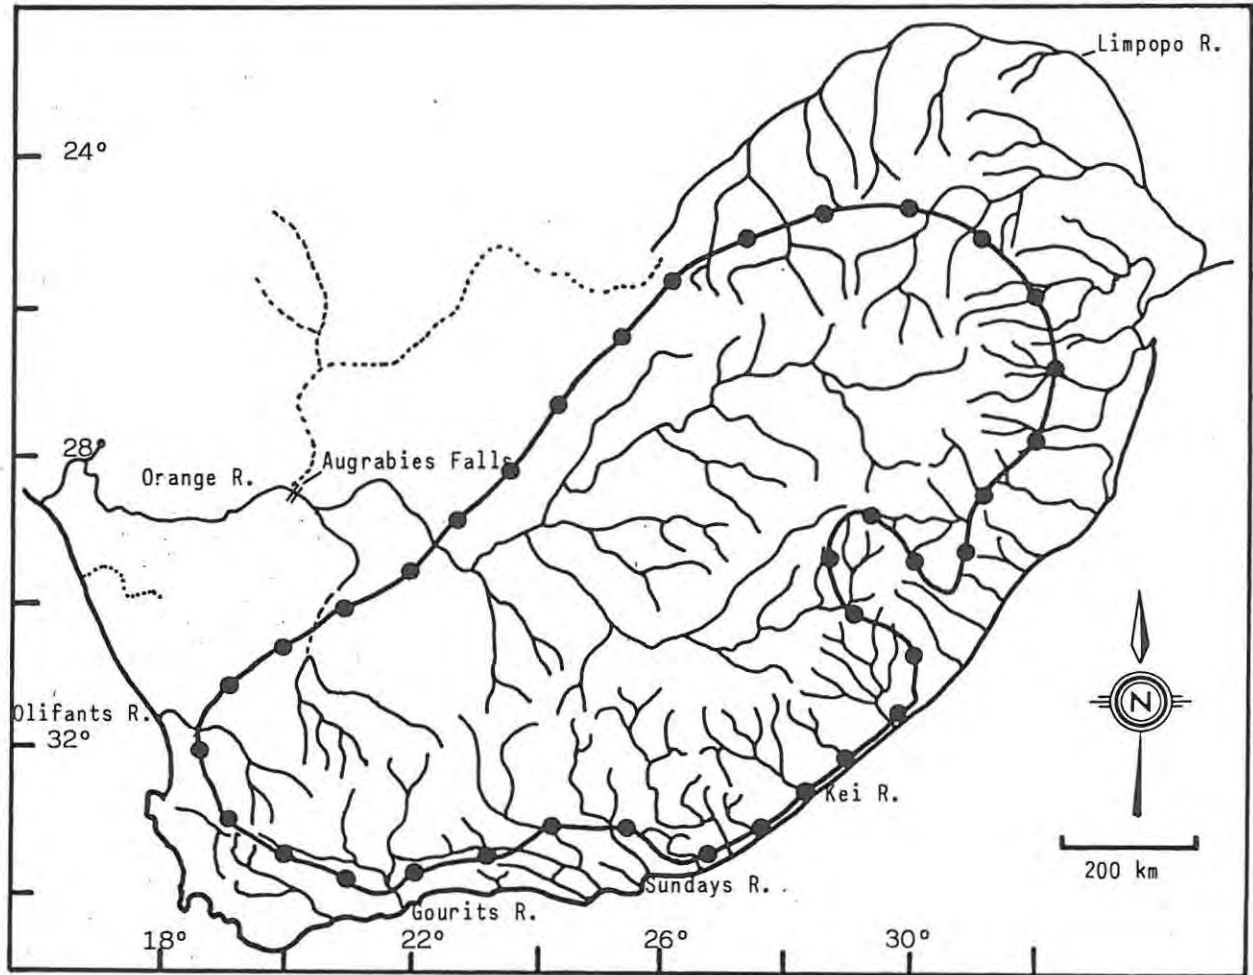 Limpopo R.
24°
28
Augrabies Falls
Orange R.
Olifants R.
32°
Kei R.
200 km
Sundays R.
Gourits R.
18°
22°
26°
30°
N